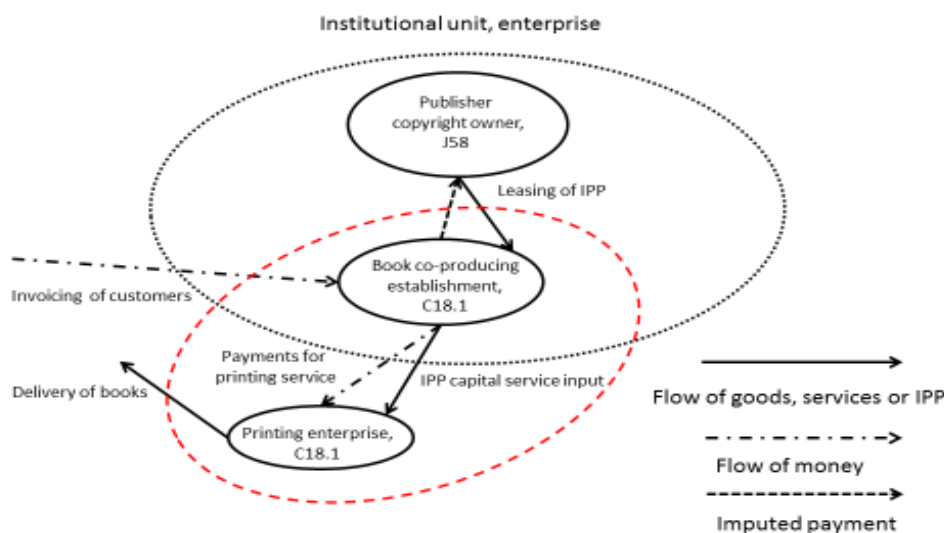 Institutional unit, enterprise
Publisher
copyright owner,
J58
Leasing of IPP
Book co-producing
establishment,
C18.1
Invoicing of customers
Payments for
printing service
IPP capital service input
Delivery of books
Printing enterprise,
C18.1
Flow of goods, services or IPP
Flow of money
Imputed payment